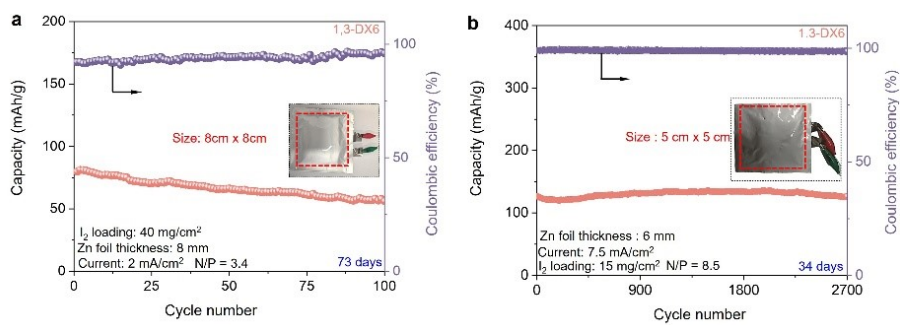 a
1,3-DX6
200
150
100
50
0
Capacity (mAh/g)
100
50
0
Coulombic efficiency (%)
Size: 8cm x 8cm
I₂ loading: 40 mg/cm²
Zn foil thickness: 8 mm
Current: 2 mA/cm² N/P = 3.4
73 days
0 25 50 75 100
Cycle number
b
1.3-DX6
400
300
200
100
0
Capacity (mAh/g)
100
50
0
Coulombic efficiency (%)
Size : 5 cm x 5 cm
Zn foil thickness : 6 mm
Current: 7.5 mA/cm²
I₂ loading: 15 mg/cm² N/P = 8.5
34 days
0 900 1800 2700
Cycle number